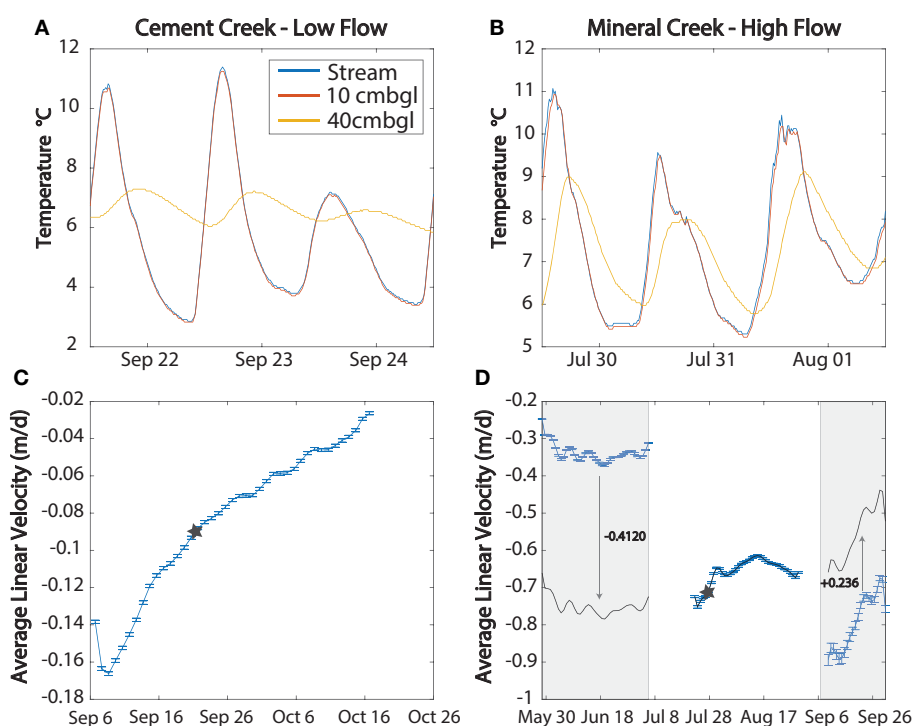 A Cement Creek - Low Flow
Temperature °C
12
10
8
6
4
2
Stream
10 cmbgl
40cmbgl
Sep 22 Sep 23 Sep 24
B Mineral Creek - High Flow
Temperature °C
12
11
10
9
8
7
6
5
Jul 30 Jul 31 Aug 01
C
Average Linear Velocity (m/d)
-0.02
-0.04
-0.06
-0.08
-0.1
-0.12
-0.14
-0.16
-0.18
Sep 6 Sep 16 Sep 26 Oct 6 Oct 16 Oct 26
D
Average Linear Velocity (m/d)
-0.2
-0.3
-0.4
-0.5
-0.6
-0.7
-0.8
-0.9
-1
-0.4120
+0.236
May 30 Jun 18 Jul 8 Jul 28 Aug 17 Sep 6 Sep 26